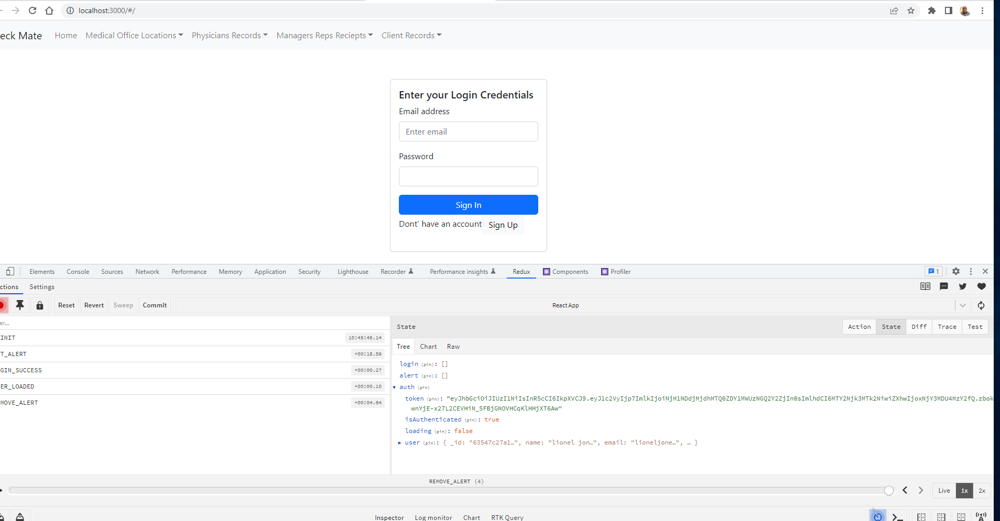 localhost:3000/#/
eck Mate Home Medical Office Locations Physicians Records Managers Reps Reciepts Client Records
Enter your Login Credentials
Email address
Enter email
Password
Sign In
Dont' have an account Sign Up
Elements Console Sources Network Performance Memory Application Security Lighthouse Recorder Performance insights Redux Components Profiler 1
ctions Settings
Reset Revert Sweep Commit React App
er...
State Action State Diff Trace Test
INIT 10:45:48.14
T_ALERT +00:18.59
GIN_SUCCESS +00:00.27
ER_LOADED +00:00.10
MOVE_ALERT +00:04.64
Tree Chart Raw
login (pin): []
alert (pin): []
auth (pin)
token (pin): "eyJhbGciOiJIUzI1NiIsInR5cCI6IkpXVCJ9.eyJ1c2VyIjp7ImlkIjoiNjM1NDdjMjdhMTQ0ZDY1MWUzNGQ2Y2ZjIn0sImlhdCI6MTY2Njk3MTk2NiwiZXhwIjoxNjY3MDU4MzY2fQ.zbok
wnYjE-x27L2CEVHiN_5FBjGNOVHCqKlHHjXT6Aw"
isAuthenticated (pin): true
loading (pin): false
user (pin): { _id: "63547c27a1…", name: "lionel jon…", email: "lioneljone…", … }
REMOVE_ALERT (4)
Live 1x 2x
Inspector Log monitor Chart RTK Query